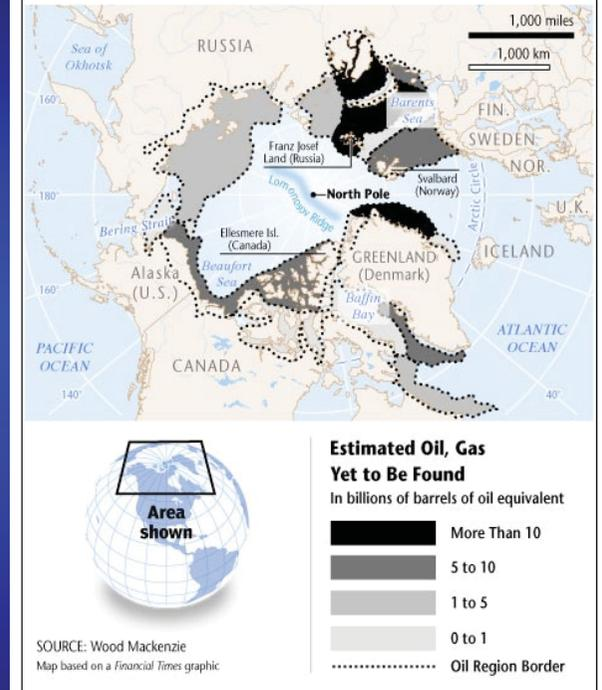 1,000 miles
1,000 km
Sea of
Okhotsk
RUSSIA
160°
Barents
Sea
FIN.
SWEDEN
NOR.
Franz Josef
Land (Russia)
Svalbard
(Norway)
Lomonosov Ridge
North Pole
Arctic Circle
180°
U.K.
Bering Strait
Ellesmere Isl.
(Canada)
GREENLAND
(Denmark)
ICELAND
Alaska
(U.S.)
Beaufort
Sea
160°
Baffin
Bay
PACIFIC
OCEAN
ATLANTIC
OCEAN
CANADA
140°
40°
Area
shown
SOURCE: Wood Mackenzie
Map based on a Financial Times graphic
Estimated Oil, Gas
Yet to Be Found
In billions of barrels of oil equivalent
More Than 10
5 to 10
1 to 5
0 to 1
Oil Region Border